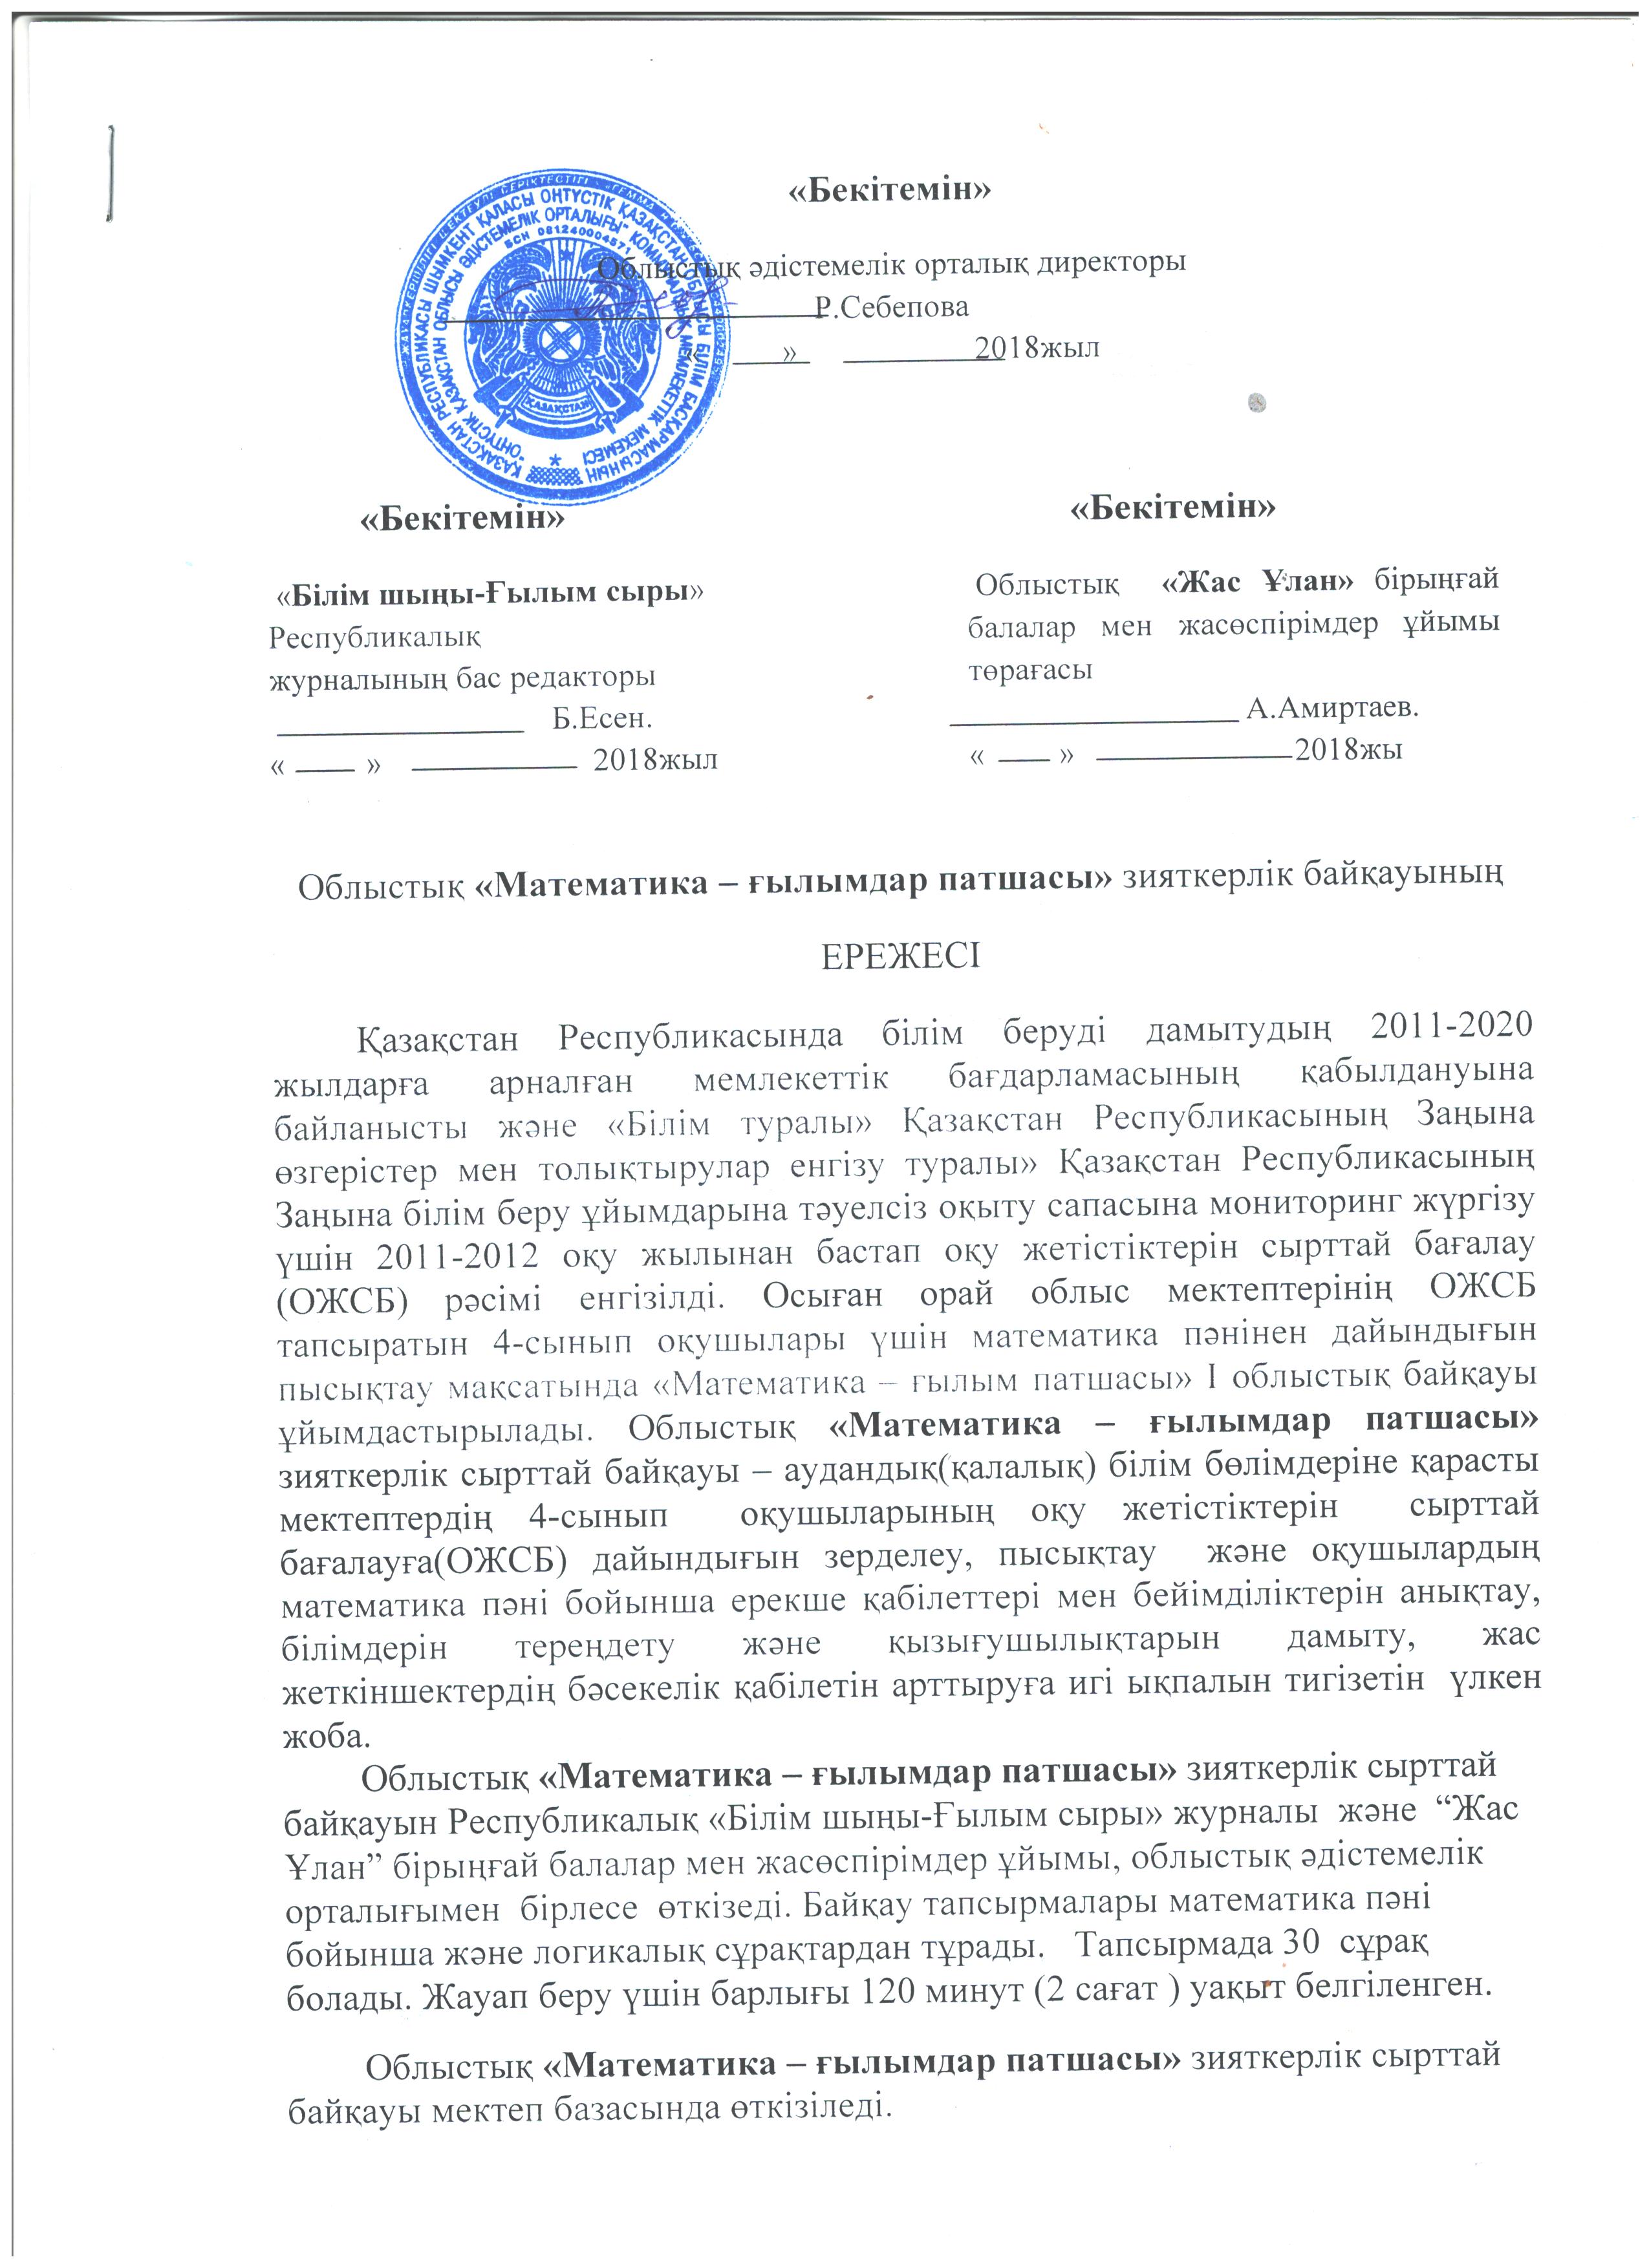 «Бекітемін»
Облыстық әдістемелік орталық директоры
Р.Себепова
« » 2018жыл
ҚАЗАҚСТАН РЕСПУБЛИКАСЫ ШЫМКЕНТ ҚАЛАСЫ ОҢТҮСТІК ҚАЗАҚСТАН ОБЛЫСЫ БІЛІМ БАСҚАРМАСЫНЫҢ
"ОҢТҮСТІК ҚАЗАҚСТАН ОБЛЫСЫ ӘДІСТЕМЕЛІК ОРТАЛЫҒЫ" КОММУНАЛДЫҚ МЕМЛЕКЕТТІК МЕКЕМЕСІ
БСН 081240004571
ҚАЗАҚСТАН
«Бекітемін»
«Білім шыңы-Ғылым сыры»
Республикалық
журналының бас редакторы
Б.Есен.
« » 2018жыл
«Бекітемін»
Облыстық «Жас Ұлан» бірыңғай
балалар мен жасөспірімдер ұйымы
төрағасы
А.Амиртаев.
« » 2018жы
Облыстық «Математика – ғылымдар патшасы» зияткерлік байқауының
ЕРЕЖЕСІ
Қазақстан Республикасында білім беруді дамытудың 2011-2020
жылдарға арналған мемлекеттік бағдарламасының қабылдануына
байланысты және «Білім туралы» Қазақстан Республикасының Заңына
өзгерістер мен толықтырулар енгізу туралы» Қазақстан Республикасының
Заңына білім беру ұйымдарына тәуелсіз оқыту сапасына мониторинг жүргізу
үшін 2011-2012 оқу жылынан бастап оқу жетістіктерін сырттай бағалау
(ОЖСБ) рәсімі енгізілді. Осыған орай облыс мектептерінің ОЖСБ
тапсыратын 4-сынып оқушылары үшін математика пәнінен дайындығын
пысықтау мақсатында «Математика – ғылым патшасы» І облыстық байқауы
ұйымдастырылады. Облыстық «Математика – ғылымдар патшасы»
зияткерлік сырттай байқауы – аудандық(қалалық) білім бөлімдеріне қарасты
мектептердің 4-сынып оқушыларының оқу жетістіктерін сырттай
бағалауға(ОЖСБ) дайындығын зерделеу, пысықтау және оқушылардың
математика пәні бойынша ерекше қабілеттері мен бейімділіктерін анықтау,
білімдерін тереңдету және қызығушылықтарын дамыту, жас
жеткіншектердің бәсекелік қабілетін арттыруға игі ықпалын тигізетін үлкен
жоба.
Облыстық «Математика – ғылымдар патшасы» зияткерлік сырттай
байқауын Республикалық «Білім шыңы-Ғылым сыры» журналы және “Жас
Ұлан” бірыңғай балалар мен жасөспірімдер ұйымы, облыстық әдістемелік
орталығымен бірлесе өткізеді. Байқау тапсырмалары математика пәні
бойынша және логикалық сұрақтардан тұрады. Тапсырмада 30 сұрақ
болады. Жауап беру үшін барлығы 120 минут (2 сағат ) уақыт белгіленген.
Облыстық «Математика – ғылымдар патшасы» зияткерлік сырттай
байқауы мектеп базасында өткізіледі.